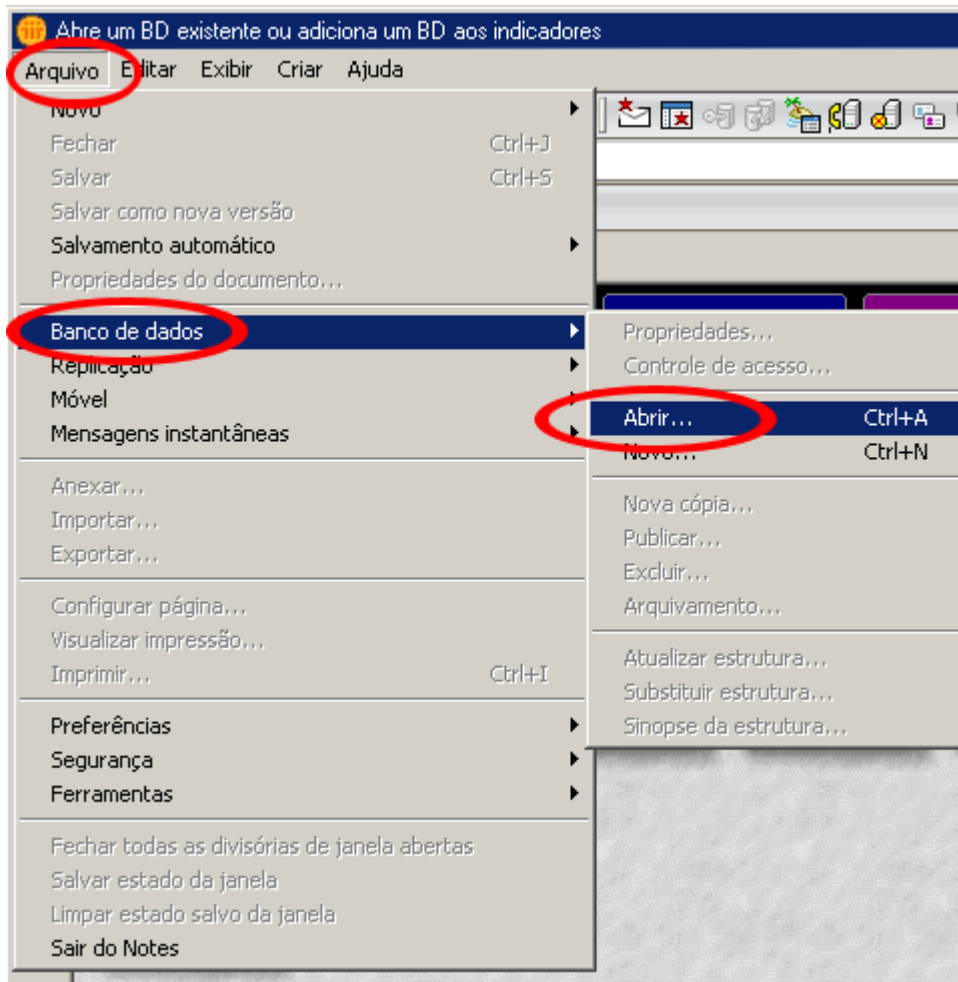 Abre um BD existente ou adiciona um BD aos indicadores
Arquivo Editar Exibir Criar Ajuda
Novo
Fechar Ctrl+J
Salvar Ctrl+S
Salvar como nova versão
Salvamento automático
Propriedades do documento...
Banco de dados
Replicação
Móvel
Mensagens instantâneas
Anexar...
Importar...
Exportar...
Configurar página...
Visualizar impressão...
Imprimir... Ctrl+I
Preferências
Segurança
Ferramentas
Fechar todas as divisórias de janela abertas
Salvar estado da janela
Limpar estado salvo da janela
Sair do Notes
Propriedades...
Controle de acesso...
Abrir... Ctrl+A
Novo... Ctrl+N
Nova cópia...
Publicar...
Excluir...
Arquivamento...
Atualizar estrutura...
Substituir estrutura...
Sinopse da estrutura...